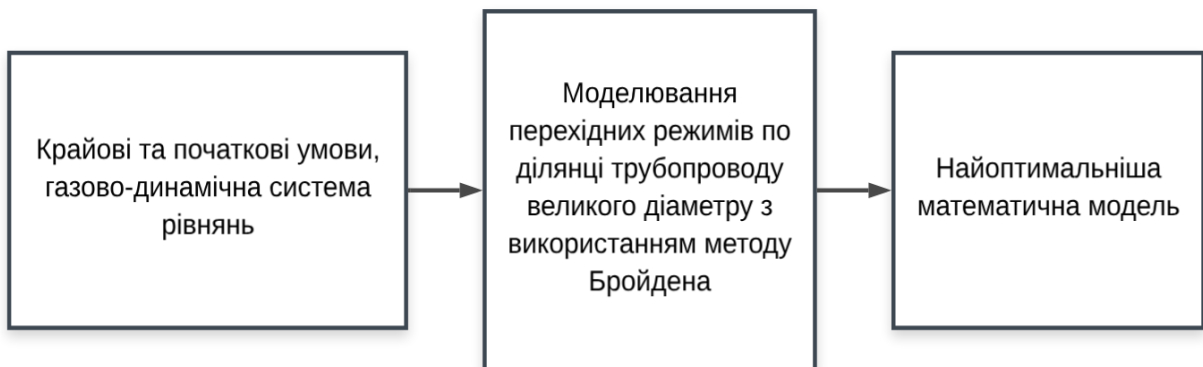 Крайові та початкові умови,
газово-динамічна система
рівнянь
Моделювання
перехідних режимів по
ділянці трубопроводу
великого діаметру з
використанням методу
Бройдена
Найоптимальніша
математична модель